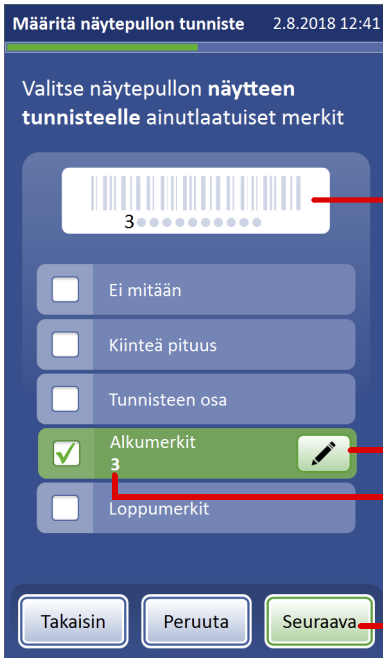 Määritä näytepullon tunniste 2.8.2018 12:41
Valitse näytepullon näytteen
tunnisteelle ainutlaatuiset merkit
3
Ei mitään
Kiinteä pituus
Tunnisteen osa
Alkumerkit
3
Loppumerkit
Takaisin Peruuta Seuraava